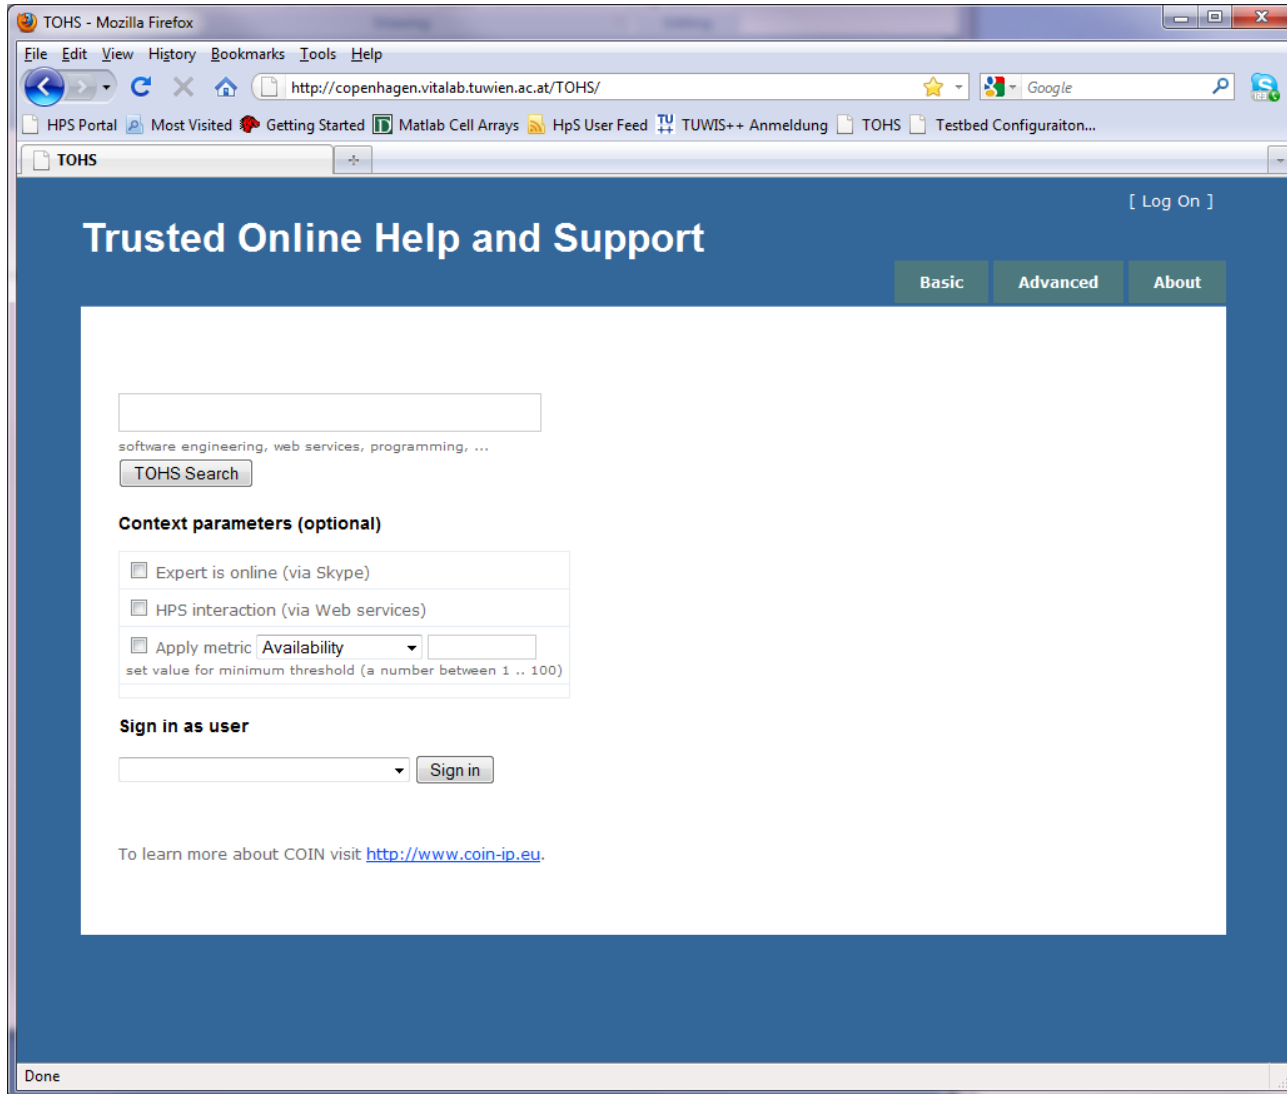 TOHS - Mozilla Firefox
File Edit View History Bookmarks Tools Help
http://copenhagen.vitalab.tuwien.ac.at/TOHS/ Google
HPS Portal Most Visited Getting Started Matlab Cell Arrays HpS User Feed TU TUWIS++ Anmeldung TOHS Testbed Configuraiton...
TOHS
[ Log On ]
Trusted Online Help and Support
Basic Advanced About
software engineering, web services, programming, ...
TOHS Search
Context parameters (optional)
Expert is online (via Skype)
HPS interaction (via Web services)
Apply metric Availability
set value for minimum threshold (a number between 1 .. 100)
Sign in as user
Sign in
To learn more about COIN visit http://www.coin-ip.eu.
Done